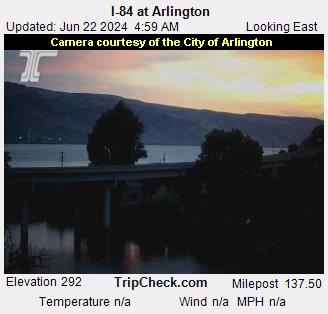 I-84 at Arlington
Updated: Jun 22 2024 4:59 AM Looking East
Camera courtesy of the City of Arlington
Elevation 292 TripCheck.com Milepost 137.50
Temperature n/a Wind n/a MPH n/a